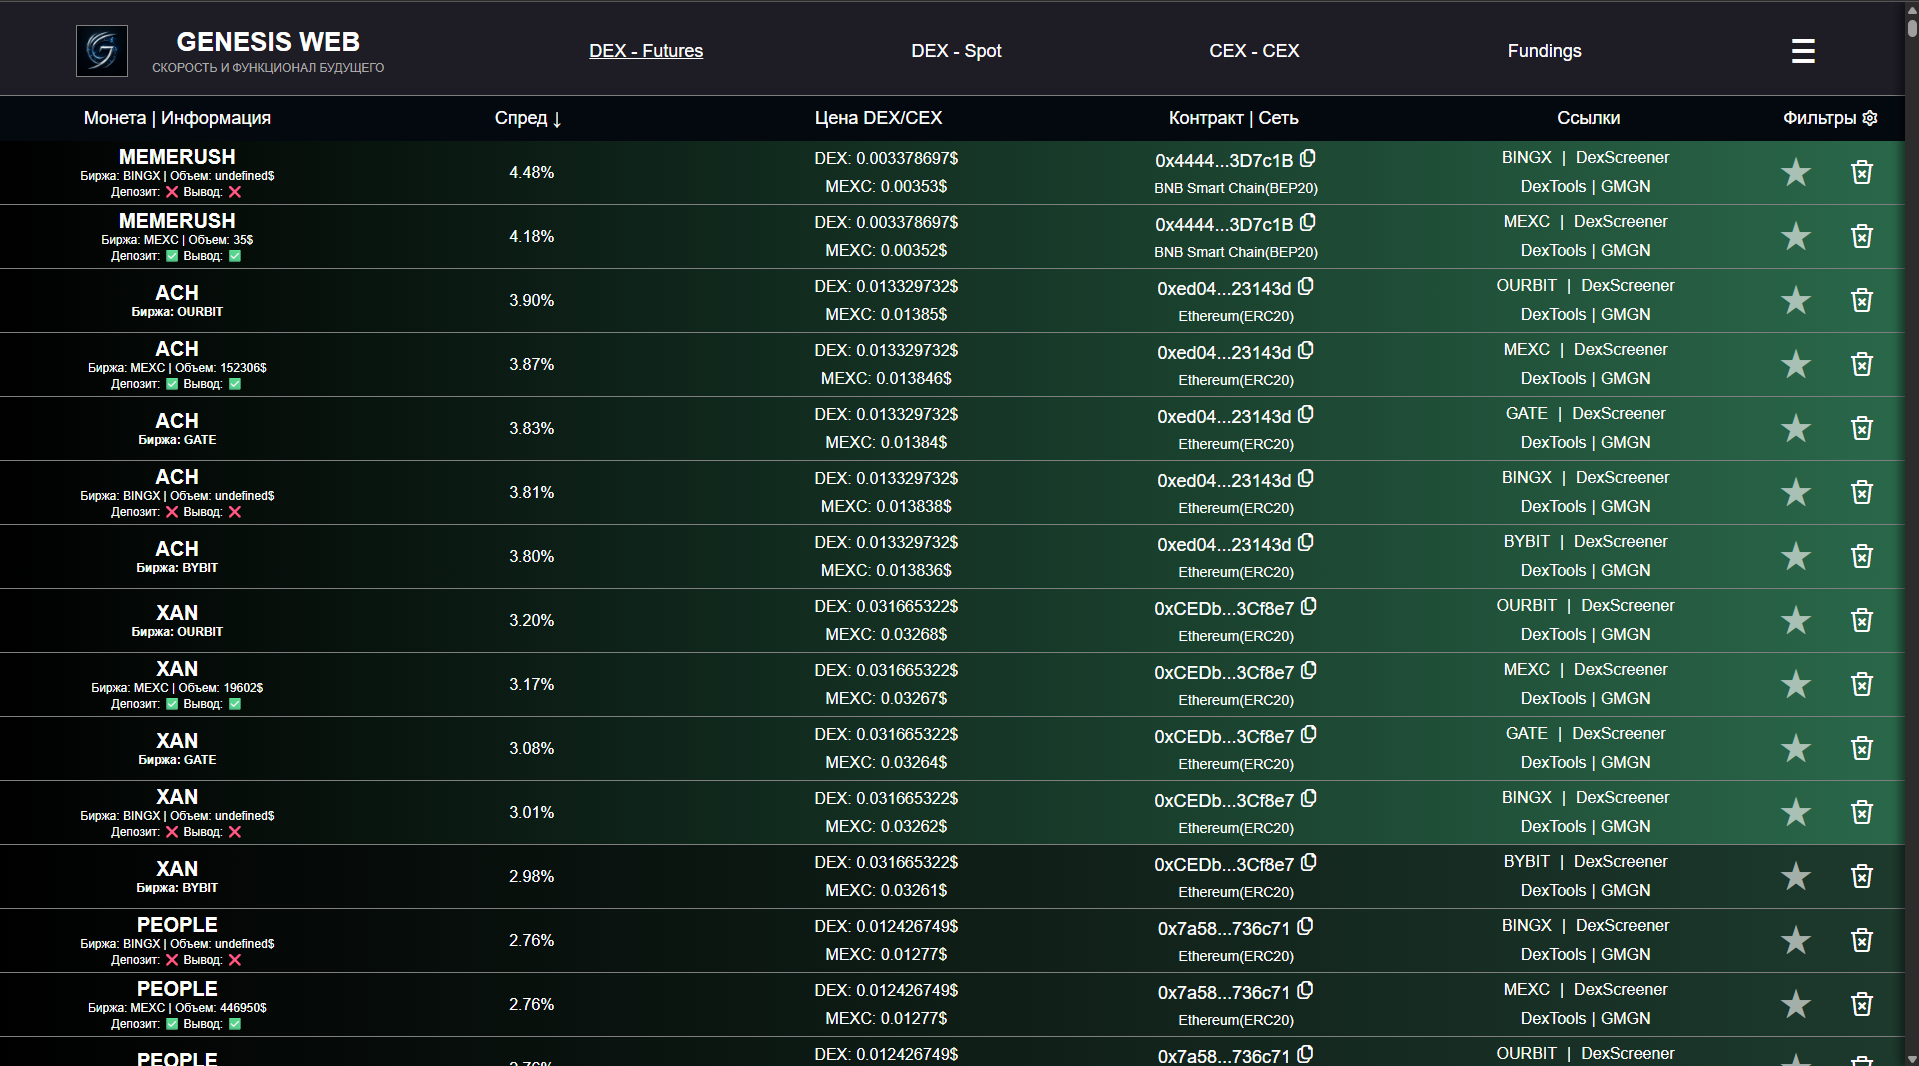 GENESIS WEB
СКОРОСТЬ И ФУНКЦИОНАЛ БУДУЩЕГО
DEX - Futures
DEX - Spot
CEX - CEX
Fundings
Монета | Информация
Спред ↓
Цена DEX/CEX
Контракт | Сеть
Ссылки
Фильтры
MEMERUSH
Биржа: BINGX | Объем: undefined$
Депозит: ❌ Вывод: ❌
4.48%
DEX: 0.003378697$
MEXC: 0.00353$
0x4444...3D7c1B
BNB Smart Chain(BEP20)
BINGX | DexScreener
DexTools | GMGN
MEMERUSH
Биржа: MEXC | Объем: 35$
Депозит: ✅ Вывод: ✅
4.18%
DEX: 0.003378697$
MEXC: 0.00352$
0x4444...3D7c1B
BNB Smart Chain(BEP20)
MEXC | DexScreener
DexTools | GMGN
ACH
Биржа: OURBIT
3.90%
DEX: 0.013329732$
MEXC: 0.01385$
0xed04...23143d
Ethereum(ERC20)
OURBIT | DexScreener
DexTools | GMGN
ACH
Биржа: MEXC | Объем: 152306$
Депозит: ✅ Вывод: ✅
3.87%
DEX: 0.013329732$
MEXC: 0.013846$
0xed04...23143d
Ethereum(ERC20)
MEXC | DexScreener
DexTools | GMGN
ACH
Биржа: GATE
3.83%
DEX: 0.013329732$
MEXC: 0.01384$
0xed04...23143d
Ethereum(ERC20)
GATE | DexScreener
DexTools | GMGN
ACH
Биржа: BINGX | Объем: undefined$
Депозит: ❌ Вывод: ❌
3.81%
DEX: 0.013329732$
MEXC: 0.013838$
0xed04...23143d
Ethereum(ERC20)
BINGX | DexScreener
DexTools | GMGN
ACH
Биржа: BYBIT
3.80%
DEX: 0.013329732$
MEXC: 0.013836$
0xed04...23143d
Ethereum(ERC20)
BYBIT | DexScreener
DexTools | GMGN
XAN
Биржа: OURBIT
3.20%
DEX: 0.031665322$
MEXC: 0.03268$
0xCEDb...3Cf8e7
Ethereum(ERC20)
OURBIT | DexScreener
DexTools | GMGN
XAN
Биржа: MEXC | Объем: 19602$
Депозит: ✅ Вывод: ✅
3.17%
DEX: 0.031665322$
MEXC: 0.03267$
0xCEDb...3Cf8e7
Ethereum(ERC20)
MEXC | DexScreener
DexTools | GMGN
XAN
Биржа: GATE
3.08%
DEX: 0.031665322$
MEXC: 0.03264$
0xCEDb...3Cf8e7
Ethereum(ERC20)
GATE | DexScreener
DexTools | GMGN
XAN
Биржа: BINGX | Объем: undefined$
Депозит: ❌ Вывод: ❌
3.01%
DEX: 0.031665322$
MEXC: 0.03262$
0xCEDb...3Cf8e7
Ethereum(ERC20)
BINGX | DexScreener
DexTools | GMGN
XAN
Биржа: BYBIT
2.98%
DEX: 0.031665322$
MEXC: 0.03261$
0xCEDb...3Cf8e7
Ethereum(ERC20)
BYBIT | DexScreener
DexTools | GMGN
PEOPLE
Биржа: BINGX | Объем: undefined$
Депозит: ❌ Вывод: ❌
2.76%
DEX: 0.012426749$
MEXC: 0.01277$
0x7a58...736c71
Ethereum(ERC20)
BINGX | DexScreener
DexTools | GMGN
PEOPLE
Биржа: MEXC | Объем: 446950$
Депозит: ✅ Вывод: ✅
2.76%
DEX: 0.012426749$
MEXC: 0.01277$
0x7a58...736c71
Ethereum(ERC20)
MEXC | DexScreener
DexTools | GMGN
PEOPLE
DEX: 0.012426749$
0x7a58...736c71
OURBIT | DexScreener